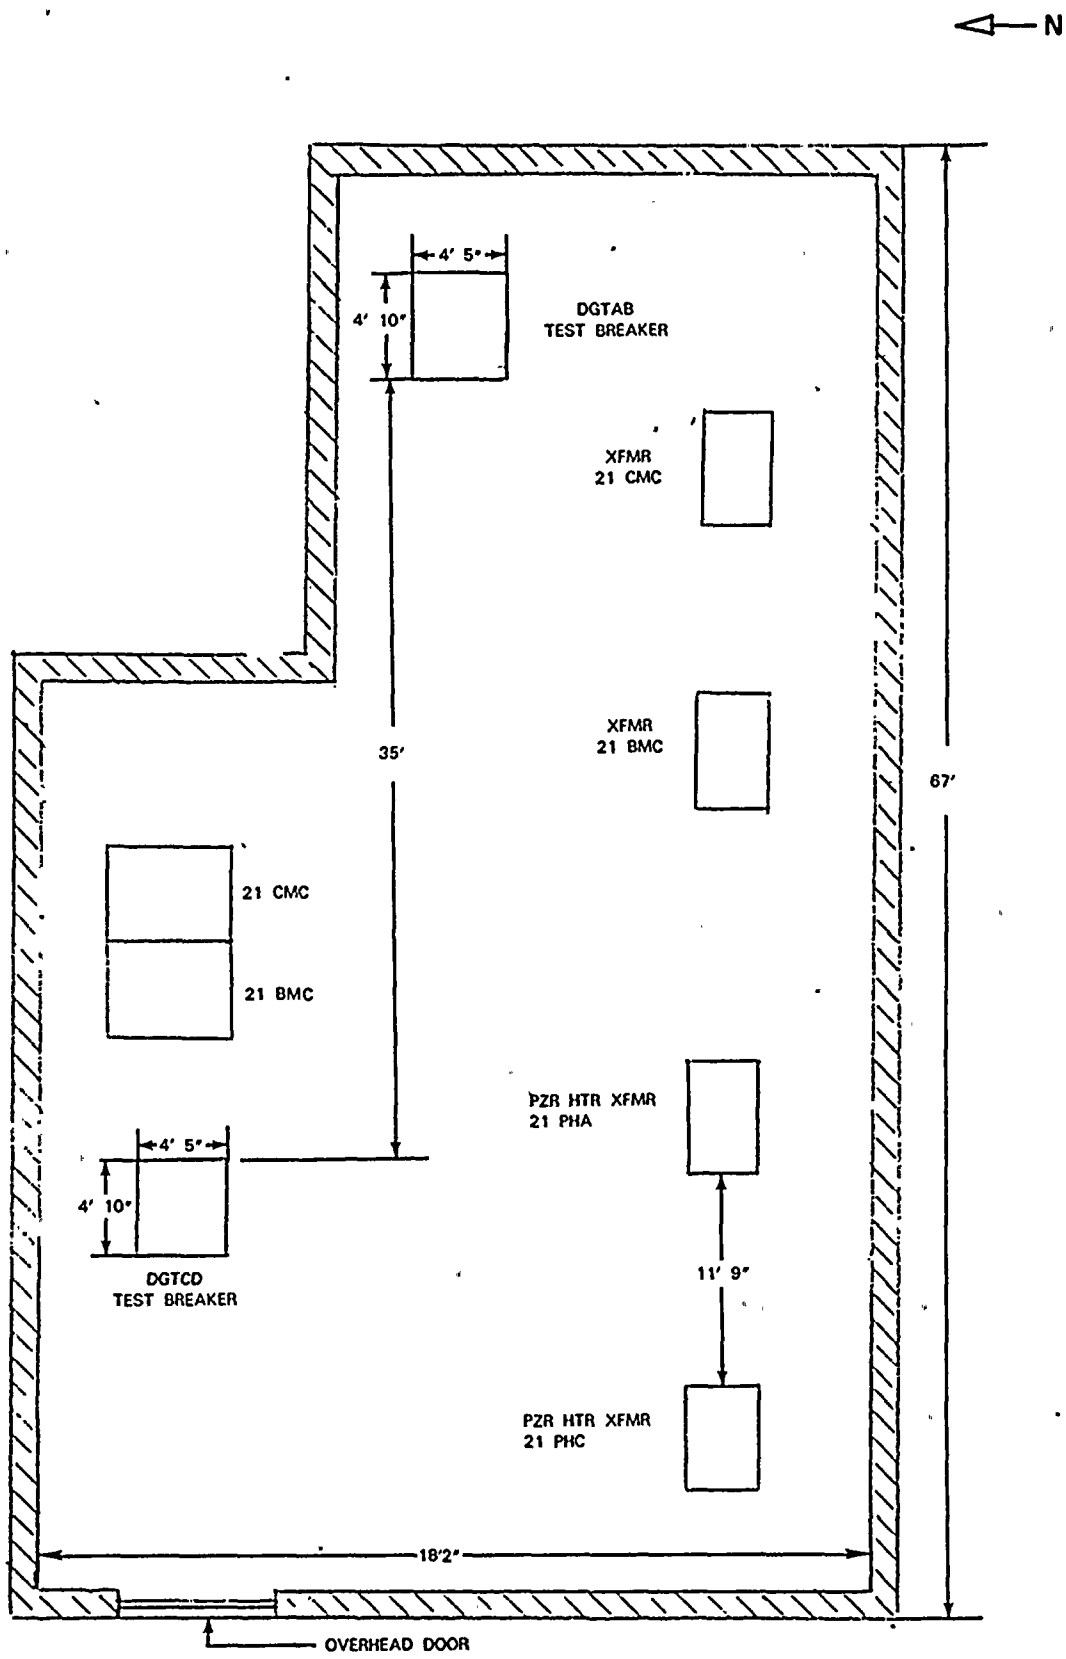 N
4' 5"
4' 10"
DGTAB
TEST BREAKER
XFMR
21 CMC
XFMR
21 BMC
35'
67'
21 CMC
21 BMC
PZR HTR XFMR
21 PHA
4' 5"
4' 10"
DGTCD
TEST BREAKER
11' 9"
PZR HTR XFMR
21 PHC
18'2"
OVERHEAD DOOR